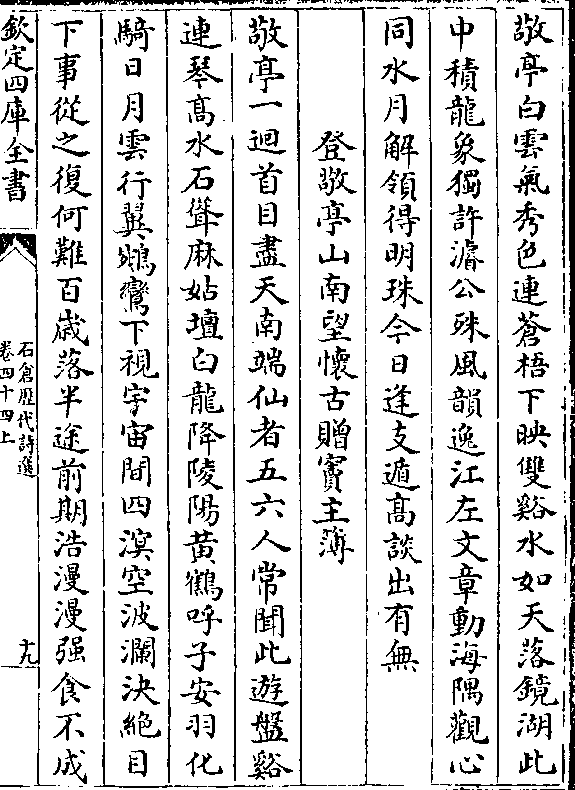 敬亭白雲氣秀色連蒼梧下映雙谿水如天落鏡湖此
中積龍象獨許濬公殊風韻逸江左文章動海隅觀心
同水月解領得明珠今日逢支遁髙談出有無
登敬亭山南望懷古贈竇主薄
敬亭一迴首目盡天南端仙者五六人常聞此遊盤谿
連琴髙水石聳麻姑壇白龍降陵陽黄鶴呼子安羽化
騎日月雲行翼鵷鸞下視宇宙間四溟空波瀾決絶目
下事從之復何難百歳落半途前期浩漫漫强食不成
欽定四庫全書
石倉歴代詩選
卷四十四上
十九